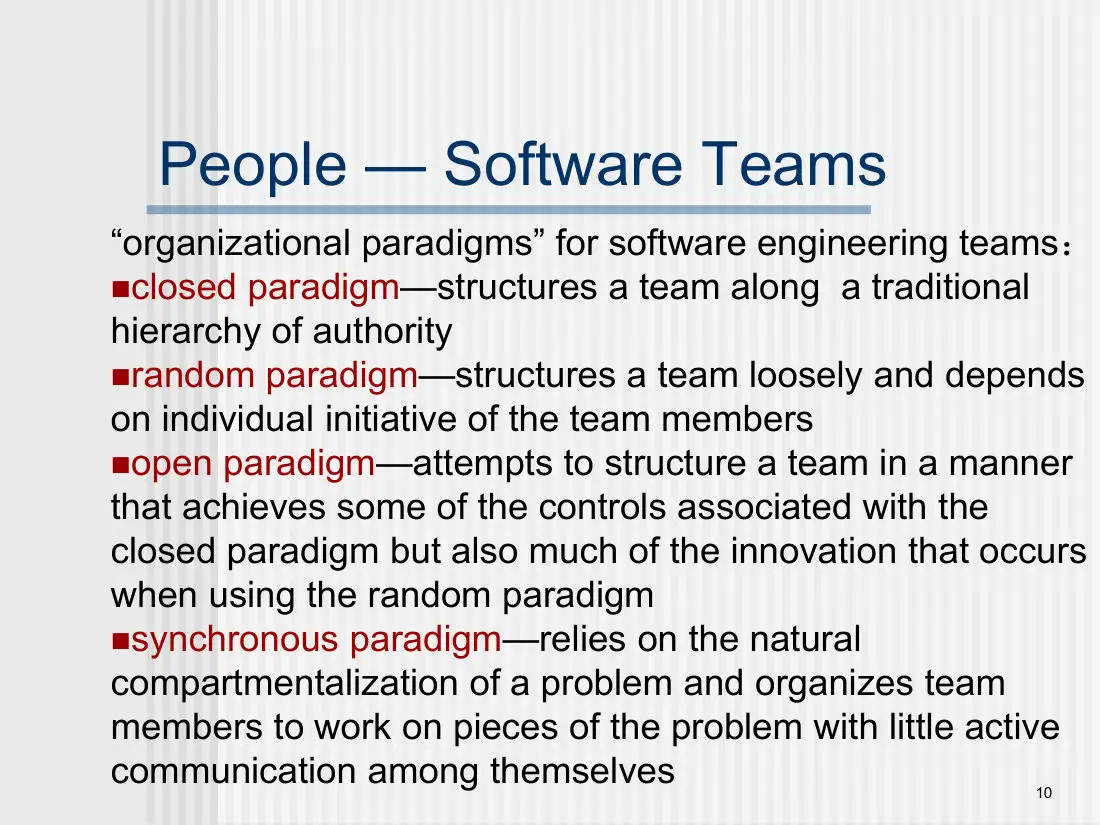 People — Software Teams
“organizational paradigms” for software engineering teams：
■closed paradigm—structures a team along  a traditional
hierarchy of authority
■random paradigm—structures a team loosely and depends
on individual initiative of the team members
■open paradigm—attempts to structure a team in a manner
that achieves some of the controls associated with the
closed paradigm but also much of the innovation that occurs
when using the random paradigm
■synchronous paradigm—relies on the natural
compartmentalization of a problem and organizes team
members to work on pieces of the problem with little active
communication among themselves
10